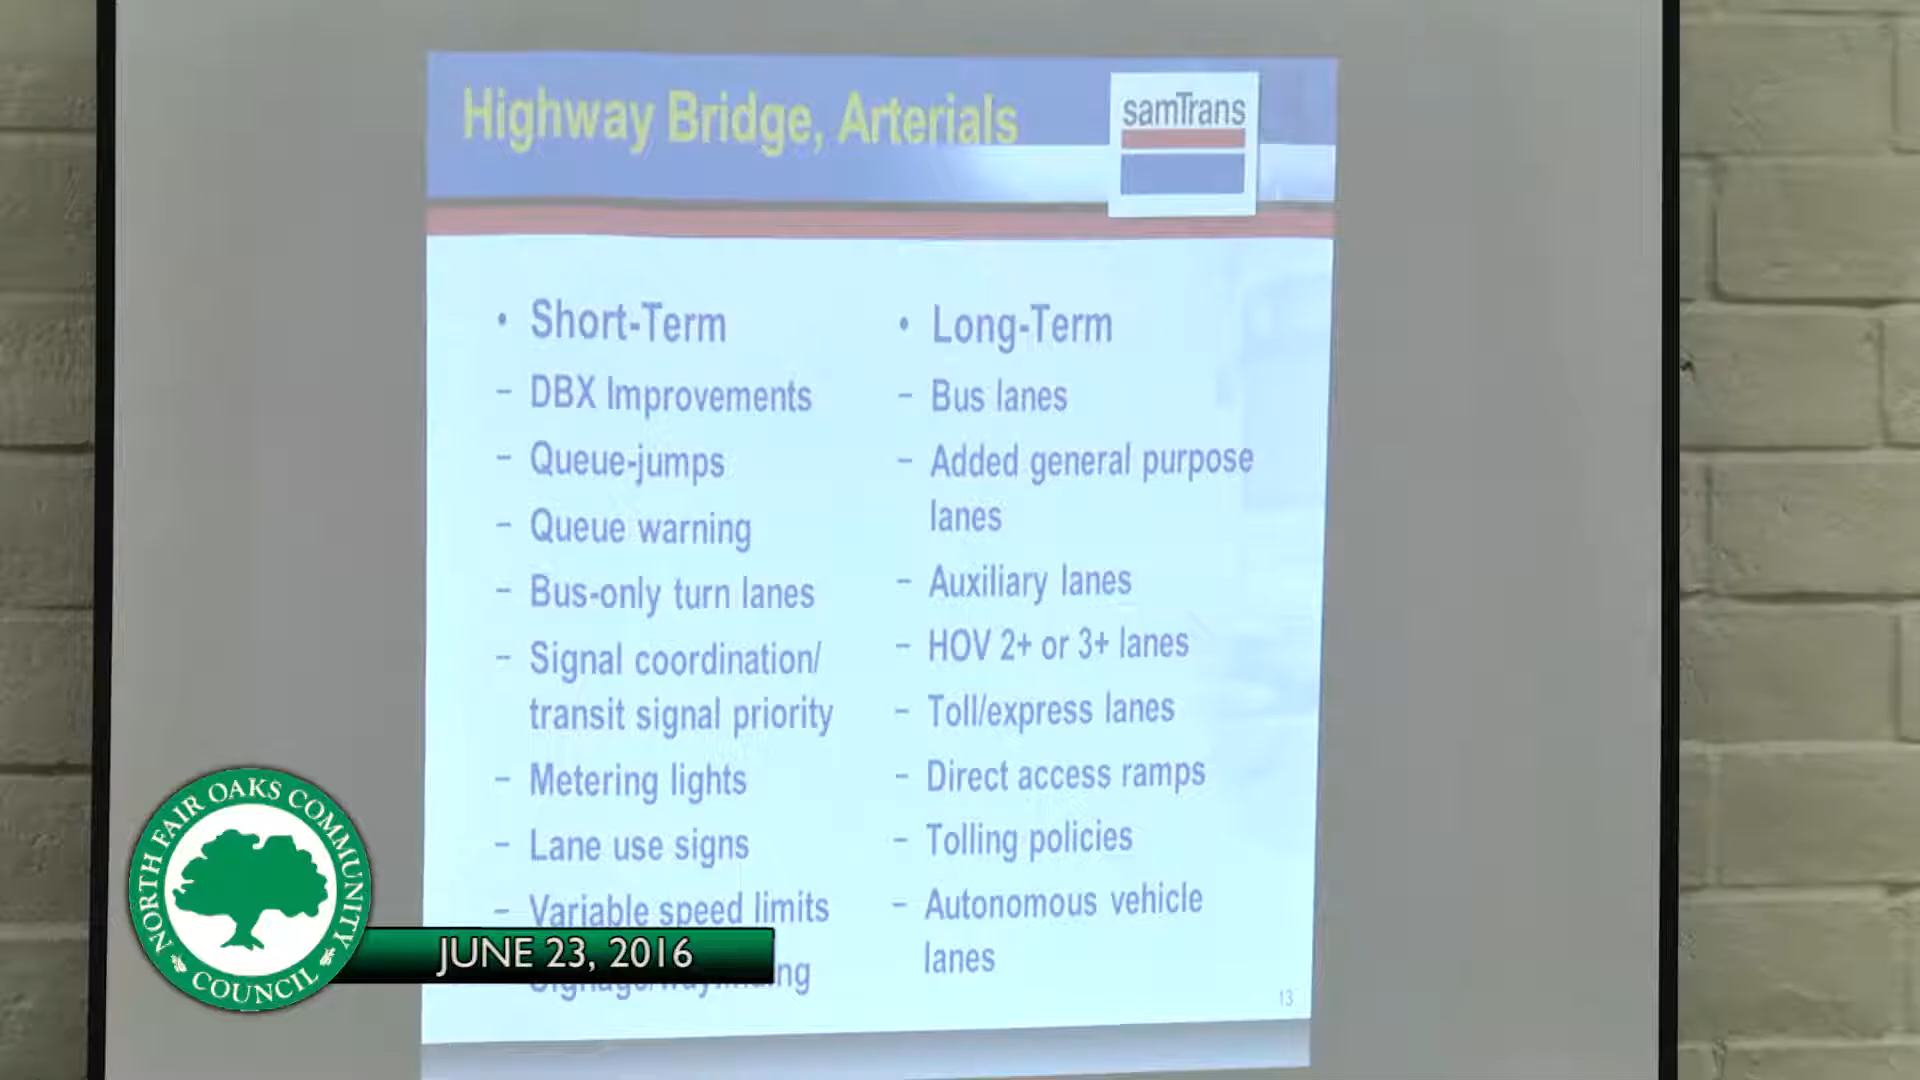 Highway Bridge, Arterials
samTrans
• Short-Term
– DBX Improvements
– Queue-jumps
– Queue warning
– Bus-only turn lanes
– Signal coordination/
transit signal priority
– Metering lights
– Lane use signs
– Variable speed limits
• Long-Term
– Bus lanes
– Added general purpose
lanes
– Auxiliary lanes
– HOV 2+ or 3+ lanes
– Toll/express lanes
– Direct access ramps
– Tolling policies
– Autonomous vehicle
lanes
13
NORTH FAIR OAKS COMMUNITY
COUNCIL
JUNE 23, 2016